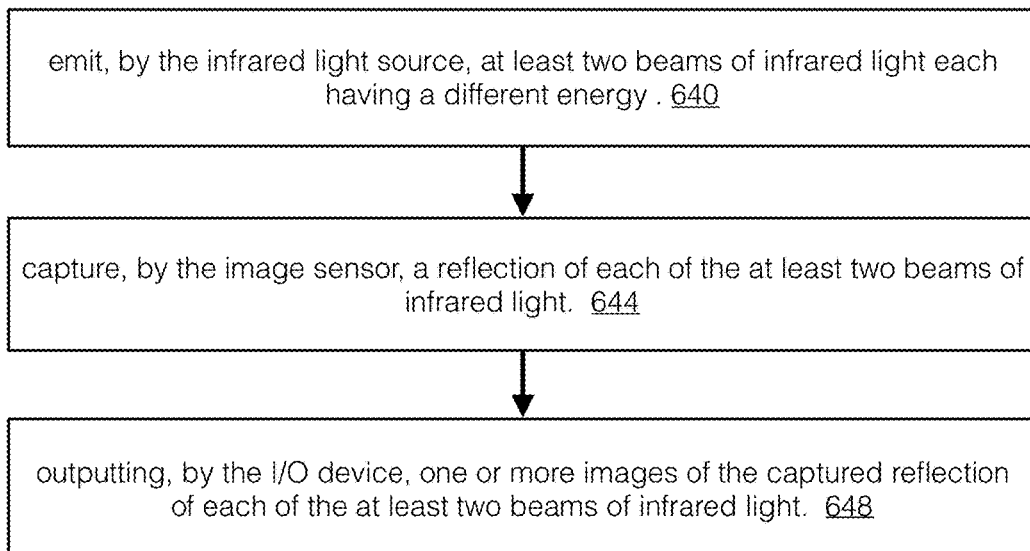 emit, by the infrared light source, at least two beams of infrared light each
having a different energy . 640
capture, by the image sensor, a reflection of each of the at least two beams of
infrared light. 644
outputting, by the I/O device, one or more images of the captured reflection
of each of the at least two beams of infrared light. 648